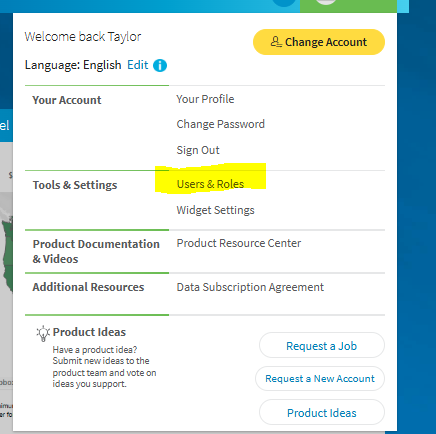 Welcome back Taylor
Change Account
Language: English Edit
Your Account
Your Profile
Change Password
Sign Out
Tools & Settings
Users & Roles
Widget Settings
Product Documentation
& Videos
Product Resource Center
Additional Resources
Data Subscription Agreement
Product Ideas
Have a product idea?
Submit new ideas to the
product team and vote on
ideas you support.
Request a Job
Request a New Account
Product Ideas
el
$